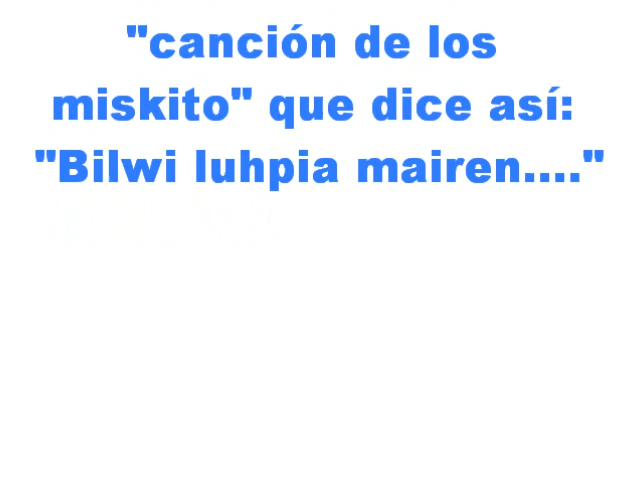 "canción de los
miskito" que dice así:
"Bilwi luhpia mairen...."